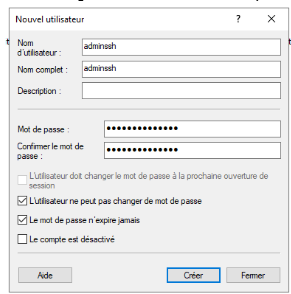 Nouvel utilisateur
?
Nom
d'utilisateur :
adminssh
Nom complet :
adminssh
Description :
Mot de passe :
●●●●●●●●●●●●●●
Confirmer le mot de
passe :
●●●●●●●●●●●●●●
L'utilisateur doit changer le mot de passe à la prochaine ouverture de
session
L'utilisateur ne peut pas changer de mot de passe
Le mot de passe n'expire jamais
Le compte est désactivé
Aide
Créer
Fermer